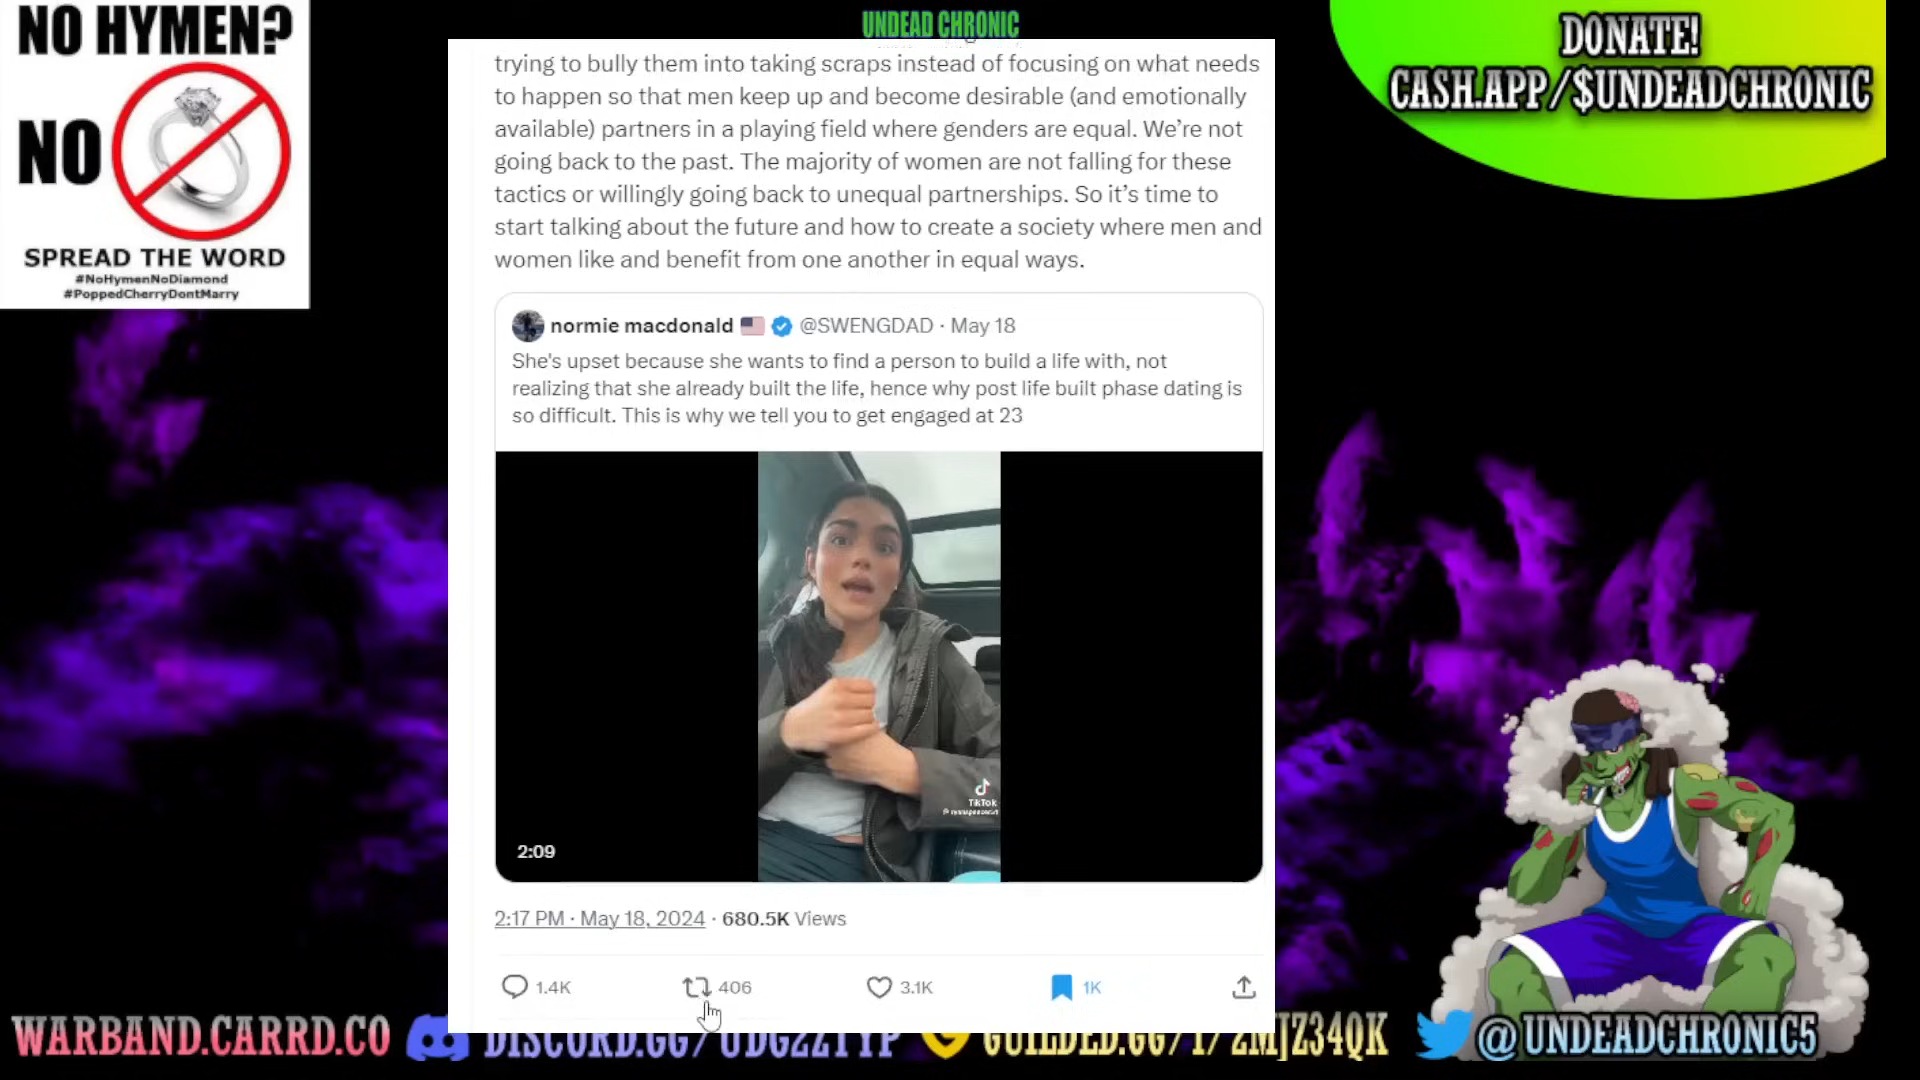 NO HYMEN?
NO
SPREAD THE WORD
#NoHymenNoDiamond
#PoppedCherryDontMarry
UNDEAD CHRONIC
DONATE!
CASH.APP/$UNDEADCHRONIC
trying to bully them into taking scraps instead of focusing on what needs
to happen so that men keep up and become desirable (and emotionally
available) partners in a playing field where genders are equal. We’re not
going back to the past. The majority of women are not falling for these
tactics or willingly going back to unequal partnerships. So it’s time to
start talking about the future and how to create a society where men and
women like and benefit from one another in equal ways.
normie macdonald @SWENGDAD · May 18
She's upset because she wants to find a person to build a life with, not
realizing that she already built the life, hence why post life built phase dating is
so difficult. This is why we tell you to get engaged at 23
TikTok
2:09
2:17 PM · May 18, 2024 · 680.5K Views
1.4K 406 3.1K 1K
WARBAND.CARRD.CO
@UNDEADCHRONIC5